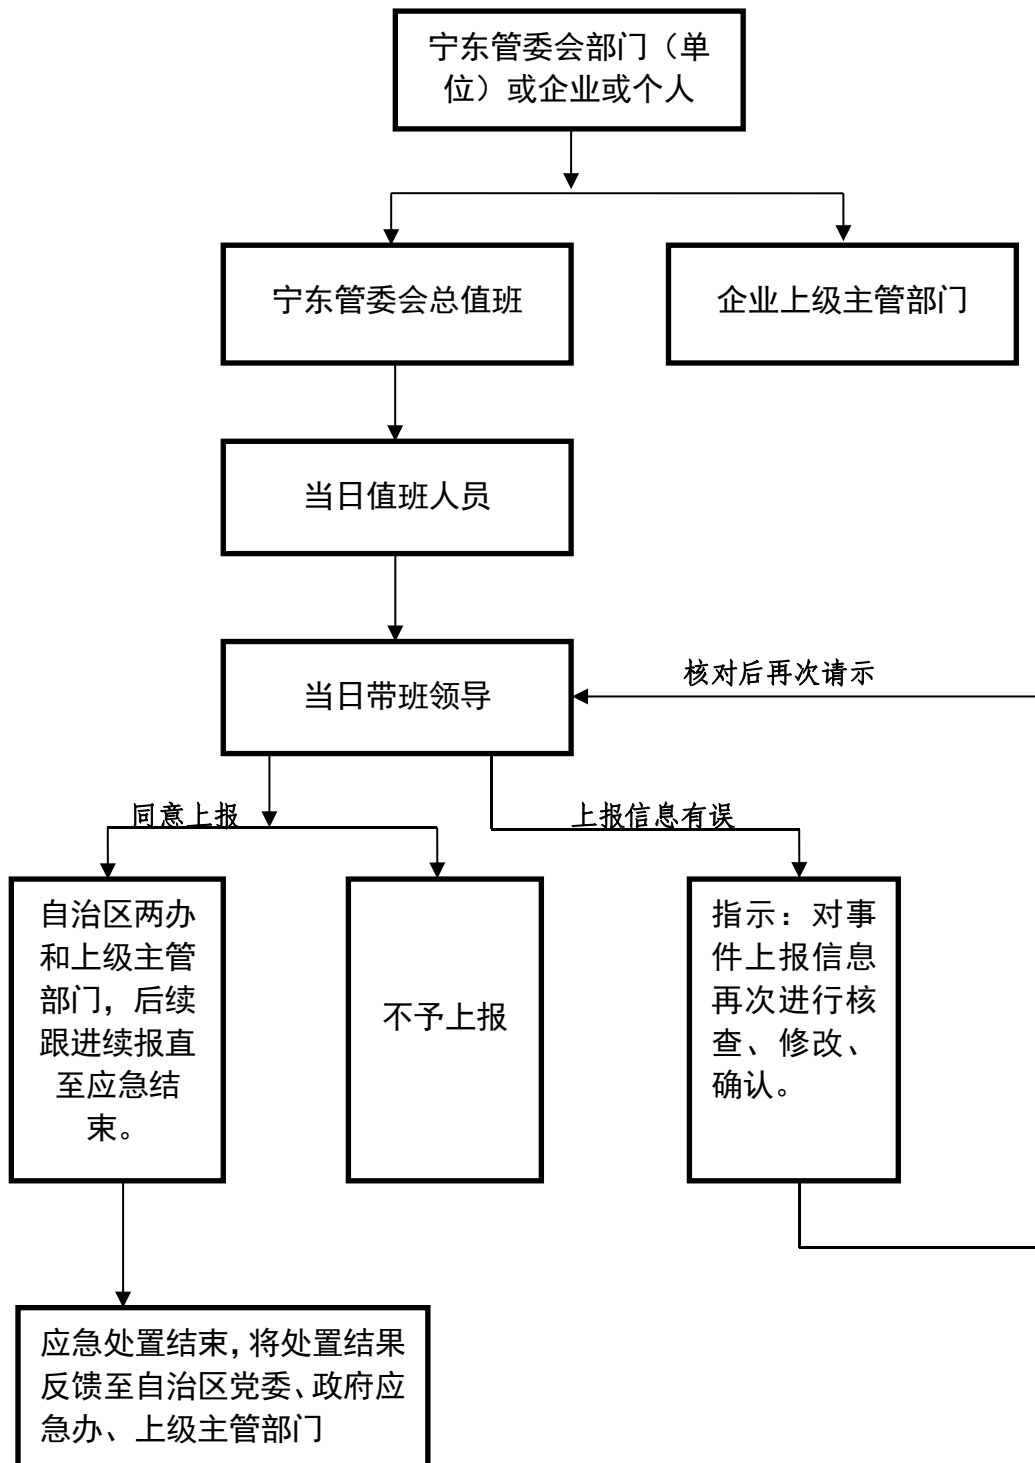 宁东管委会部门（单
位）或企业或个人
宁东管委会总值班
企业上级主管部门
当日值班人员
当日带班领导
核对后再次请示
同意上报
上报信息有误
自治区两办
和上级主管
部门，后续
跟进续报直
至应急结
束。
不予上报
指示：对事
件上报信息
再次进行核
查、修改、
确认。
应急处置结束，将处置结果
反馈至自治区党委、政府应
急办、上级主管部门